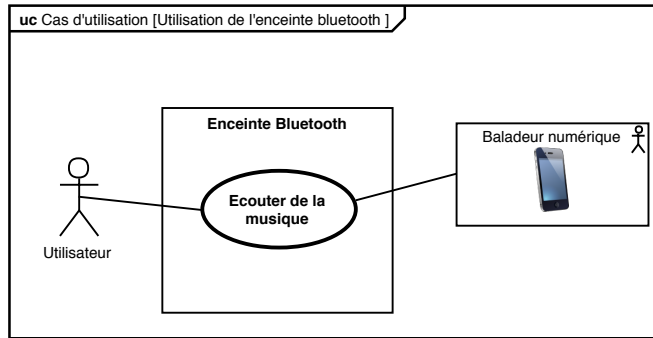 uc Cas d'utilisation [Utilisation de l'enceinte bluetooth ]
Enceinte Bluetooth
Baladeur numérique
Ecouter de la
musique
Utilisateur